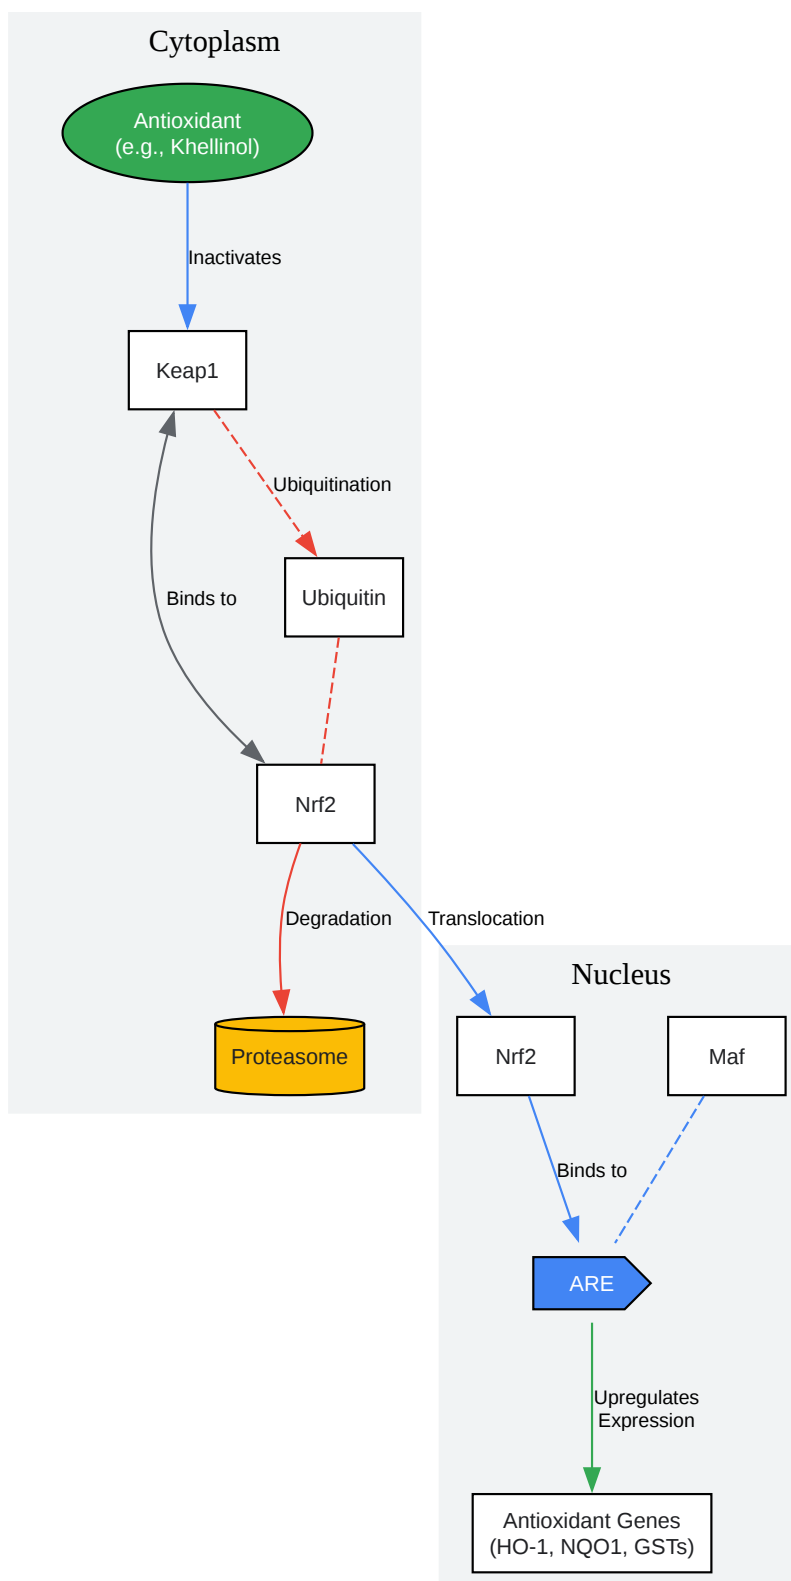 Cytoplasm
Antioxidant
(e.g., Khellinol)
Inactivates
Keap1
Ubiquitination
Ubiquitin
Binds to
Nrf2
Degradation
Translocation
Proteasome
Nucleus
Nrf2
Maf
Binds to
ARE
Upregulates
Expression
Antioxidant Genes
(HO-1, NQO1, GSTs)